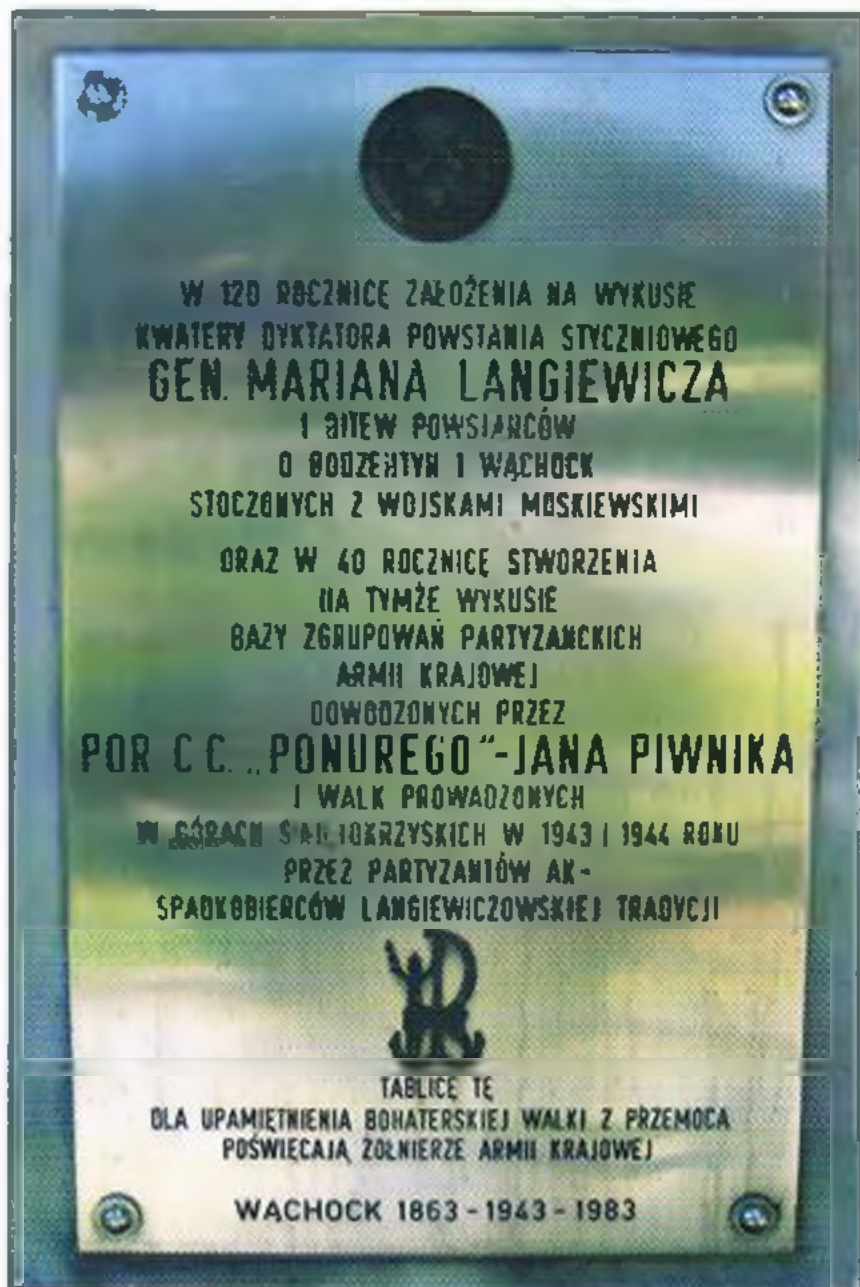 W 120 ROCZNICĘ ZAŁOŻENIA NA WYKUSIE
KWATERY DYKTATORA POWSTANIA STYCZNIOWEGO
GEN. MARIANA LANGIEWICZA
I BITEW POWSTAŃCÓW
O BODZENTYN I WĄCHOCK
STOCZONYCH Z WOJSKAMI MOSKIEWSKIMI
ORAZ W 40 ROCZNICĘ STWORZENIA
NA TYMŻE WYKUSIE
BAZY ZGRUPOWAŃ PARTYZANCKICH
ARMII KRAJOWEJ
DOWODZONYCH PRZEZ
POR C C. „PONUREGO"-JANA PIWNIKA
I WALK PROWADZONYCH
W GÓRACH ŚWIĘTOKRZYSKICH W 1943 I 1944 ROKU
PRZEZ PARTYZANTÓW AK-
SPADKOBIERCÓW LANGIEWICZOWSKIEJ TRADYCJI
TABLICĘ TĘ
DLA UPAMIĘTNIENIA BOHATERSKIEJ WALKI Z PRZEMOCĄ
POŚWIĘCAJĄ ŻOŁNIERZE ARMII KRAJOWEJ
WĄCHOCK 1863 - 1943 - 1983